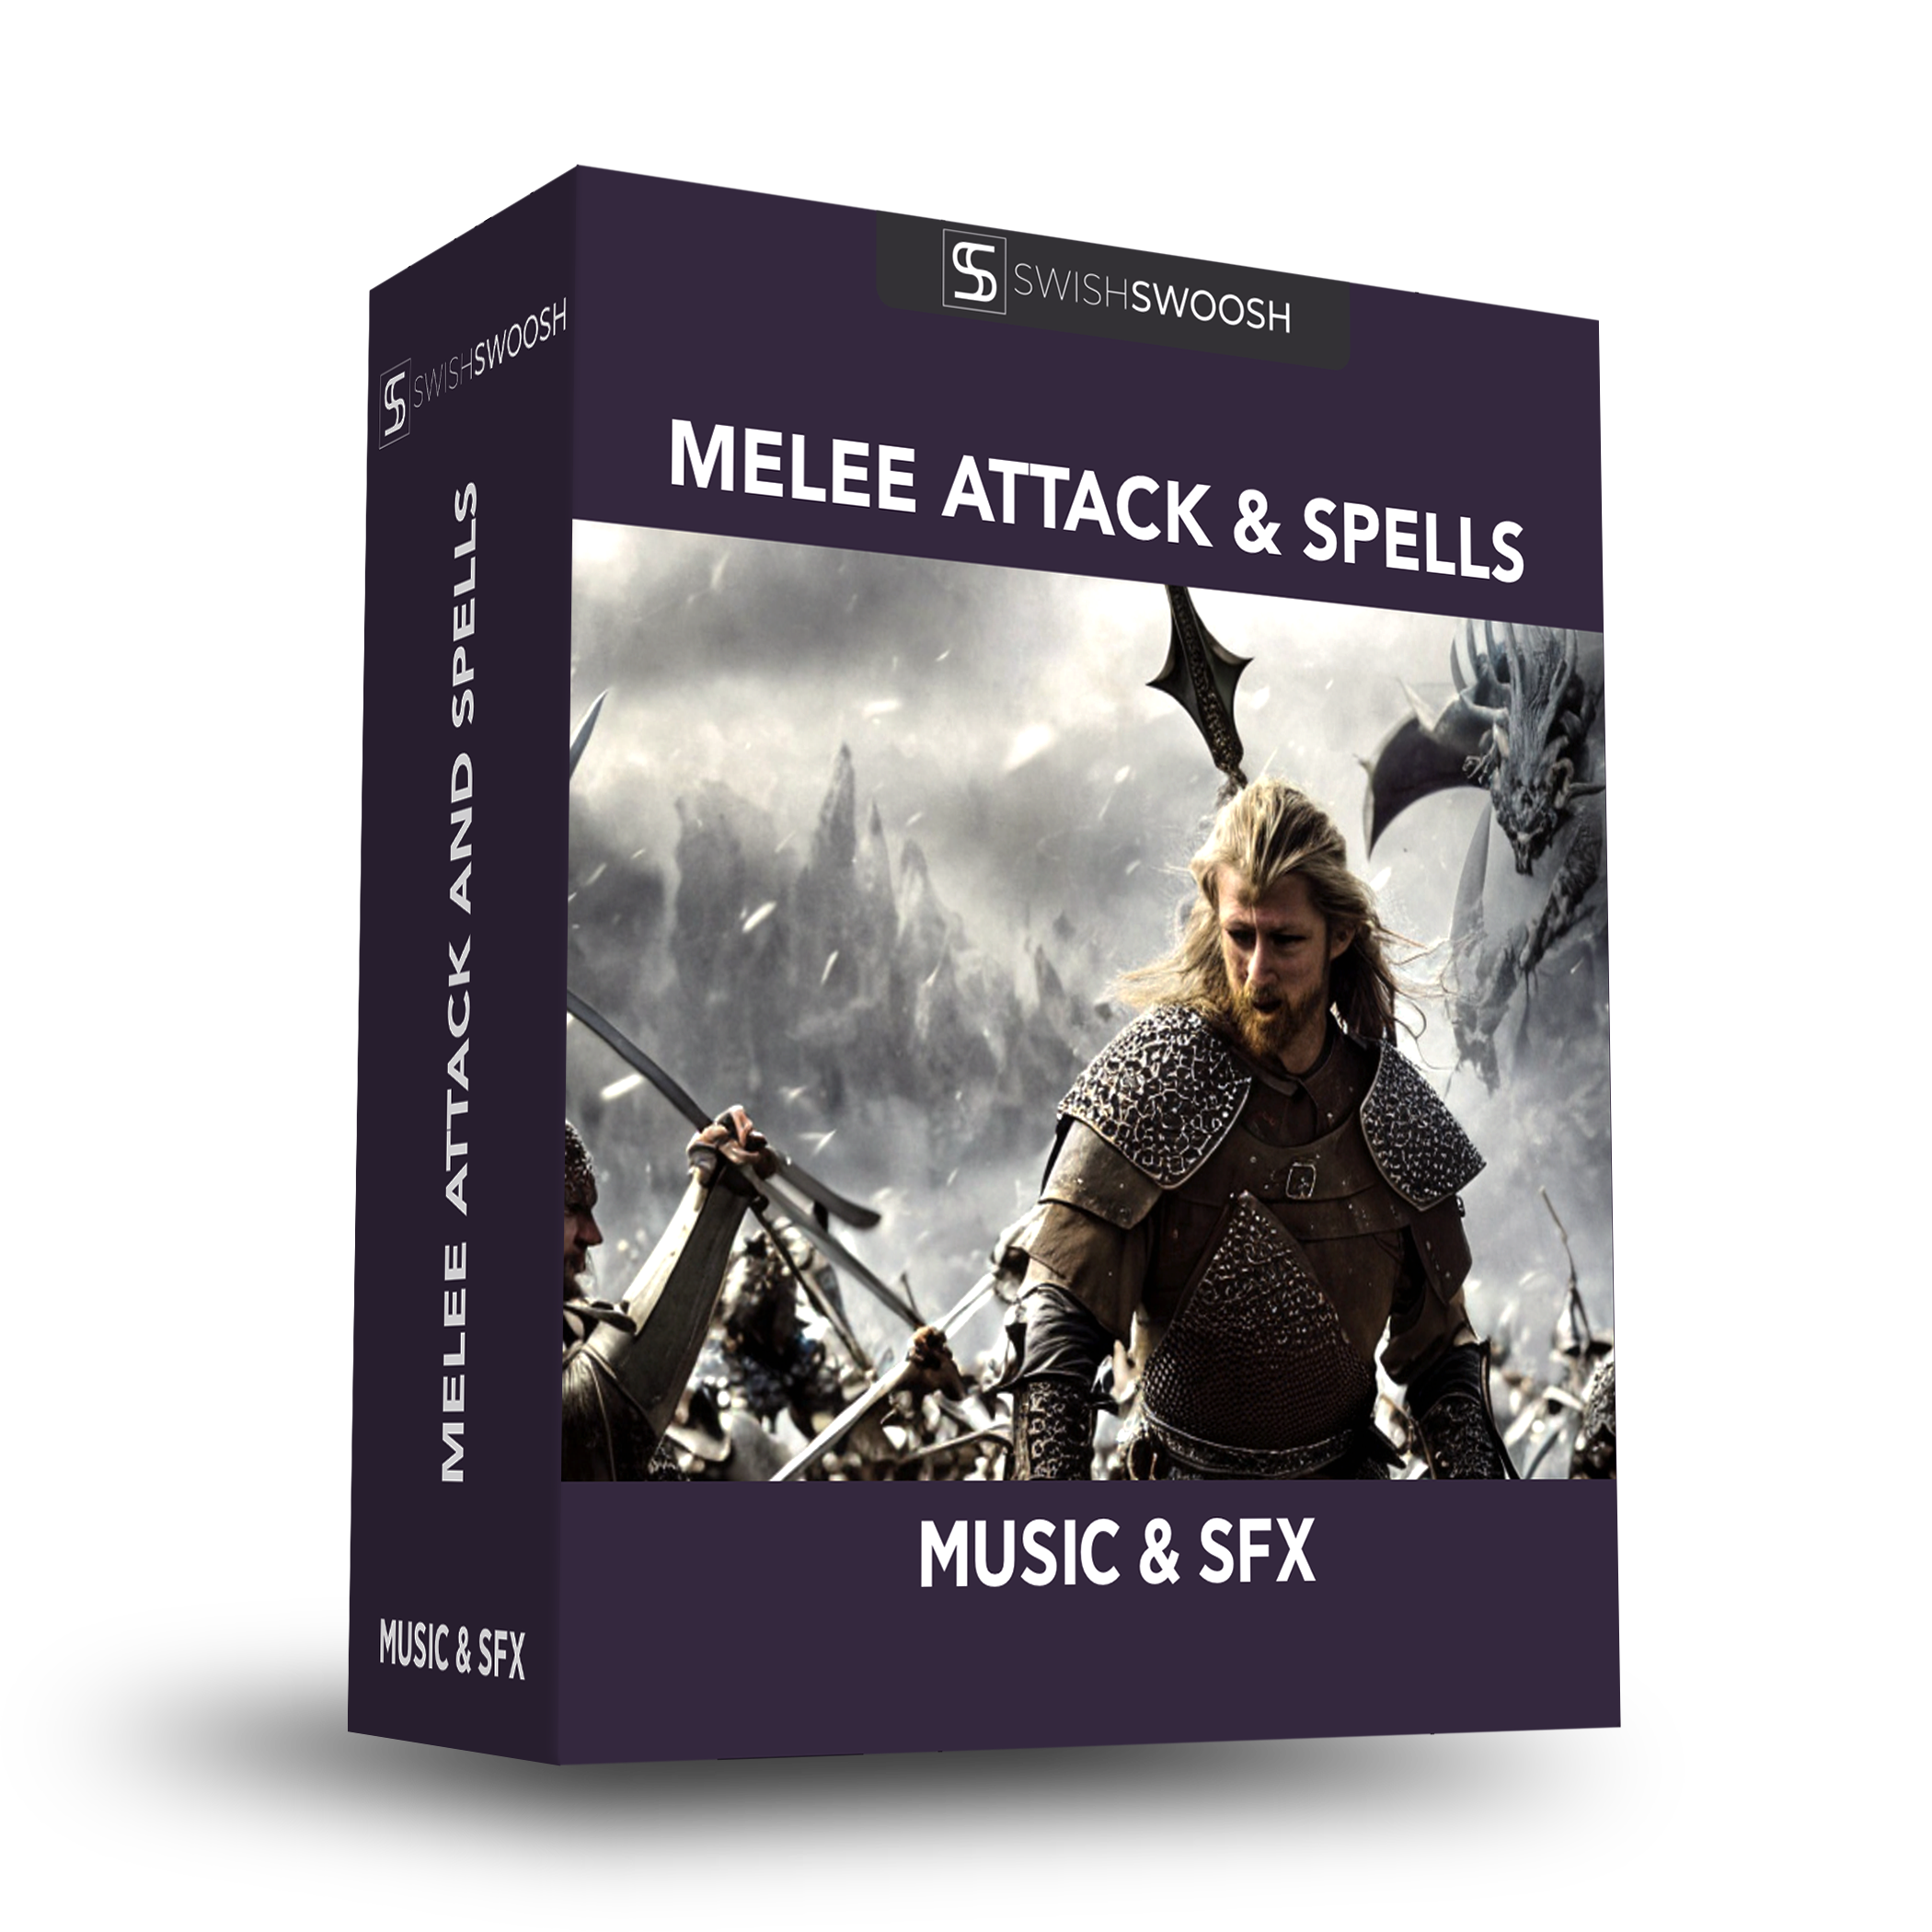 SWISHSWOOSH
MELEE ATTACK AND SPELLS
MUSIC & SFX
SWISHSWOOSH
MELEE ATTACK & SPELLS
MUSIC & SFX